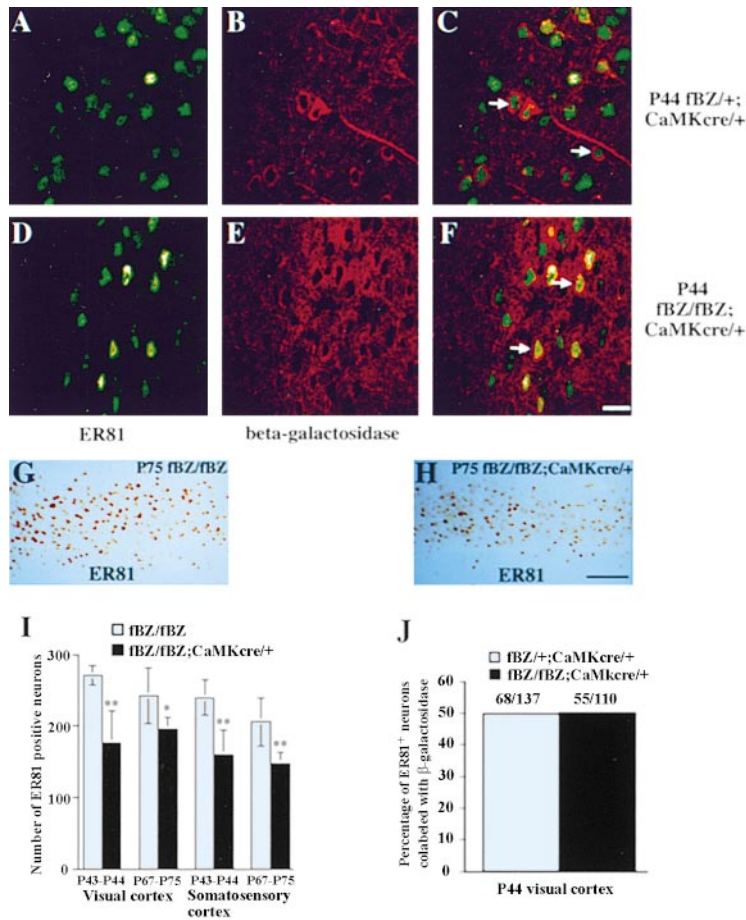 A
B
C
P44 fBZ/+;
CaMKcre/+
D
E
F
P44
fBZ/fBZ;
CaMKcre/+
ER81
beta-galactosidase
G
P75 fBZ/fBZ
ER81
H
P75 fBZ/fBZ;CaMKcre/+
ER81
I
fBZ/fBZ
fBZ/fBZ;CaMKcre/+
Number of ER81 positive neurons
300
200
100
0
**
*
**
**
P43-P44
P67-P75
P43-P44
P67-P75
Visual cortex
Somatosensory
cortex
J
fBZ/+;CaMKcre/+
fBZ/fBZ;CaMKcre/+
Percentage of ER81⁺ neurons
colabeled with β-galactosidase
60
50
40
30
20
10
0
68/137
55/110
P44 visual cortex